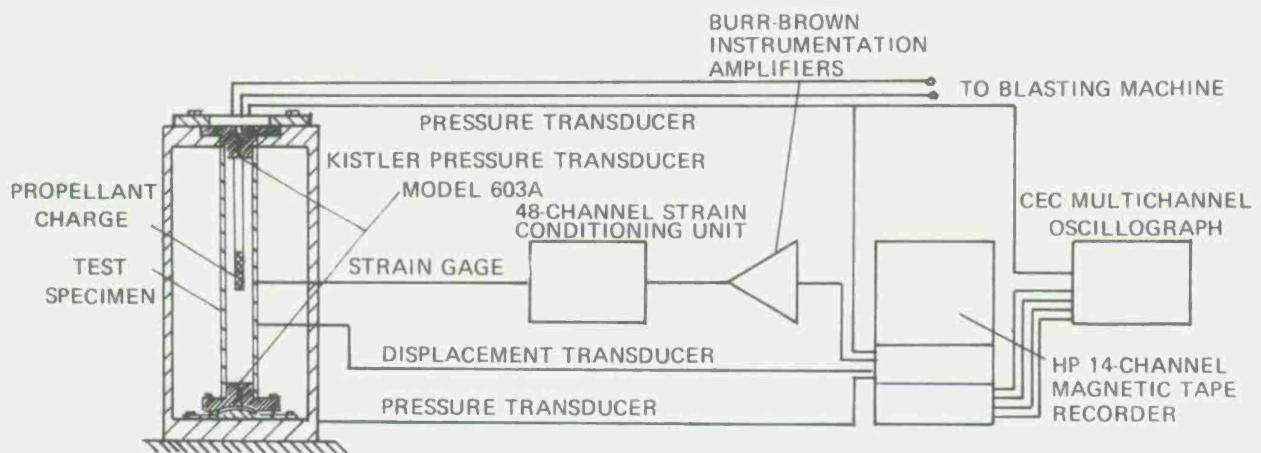 BURR-BROWN
INSTRUMENTATION
AMPLIFIERS
TO BLASTING MACHINE
PRESSURE TRANSDUCER
KISTLER PRESSURE TRANSDUCER
MODEL 603A
PROPELLANT
CHARGE
48-CHANNEL STRAIN
CONDITIONING UNIT
CEC MULTICHANNEL
OSCILLOGRAPH
TEST
SPECIMEN
STRAIN GAGE
DISPLACEMENT TRANSDUCER
HP 14-CHANNEL
MAGNETIC TAPE
RECORDER
PRESSURE TRANSDUCER